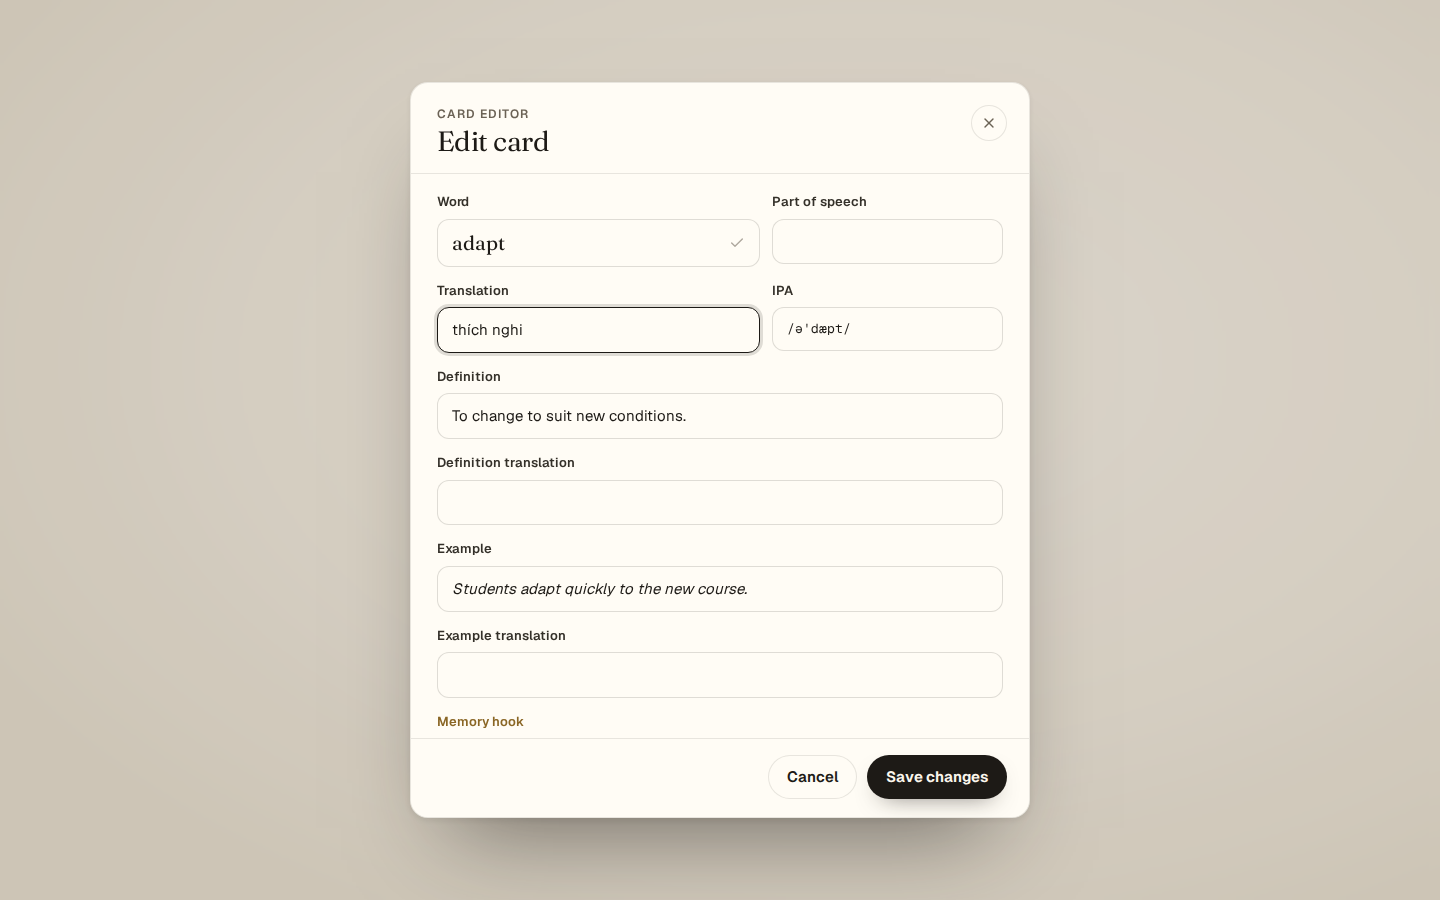 CARD EDITOR
Edit card
Word
Part of speech
adapt
Translation
IPA
thích nghi
/əˈdæpt/
Definition
To change to suit new conditions.
Definition translation
Example
Students adapt quickly to the new course.
Example translation
Memory hook
Cancel
Save changes